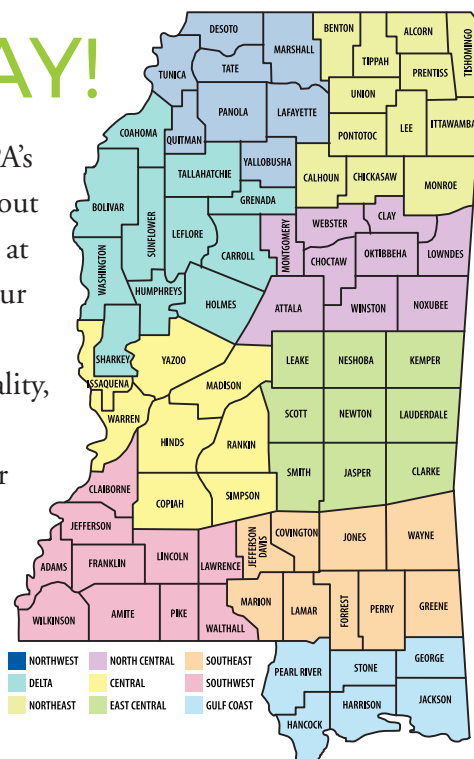 AY!
PA's
out
at
ur
ality,
r
DESOTO
MARSHALL
BENTON
ALCORN
TISHOMINGO
TIPPAH
TUNICA
TATE
PRENTISS
UNION
PANOLA
LAFAYETTE
LEE
ITTAWAMBA
COAHOMA
QUITMAN
PONTOTOC
YALLOBUSHA
TALLAHATCHIE
CALHOUN
CHICKASAW
MONROE
GRENADA
BOLIVAR
SUNFLOWER
LEFLORE
MONTGOMERY
WEBSTER
CLAY
CARROLL
CHOCTAW
OKTIBBEHA
LOWNDES
WASHINGTON
HUMPHREYS
HOLMES
ATTALA
WINSTON
NOXUBEE
SHARKEY
YAZOO
LEAKE
NESHOBA
KEMPER
ISSAQUENA
MADISON
WARREN
SCOTT
NEWTON
LAUDERDALE
HINDS
RANKIN
SMITH
JASPER
CLARKE
CLAIBORNE
COPIAH
SIMPSON
JEFFERSON
JEFFERSON
DAVIS
COVINGTON
JONES
WAYNE
ADAMS
FRANKLIN
LINCOLN
LAWRENCE
MARION
LAMAR
FORREST
PERRY
GREENE
WILKINSON
AMITE
PIKE
WALTHALL
PEARL RIVER
STONE
GEORGE
HANCOCK
HARRISON
JACKSON
NORTHWEST
DELTA
NORTHEAST
NORTH CENTRAL
CENTRAL
EAST CENTRAL
SOUTHEAST
SOUTHWEST
GULF COAST